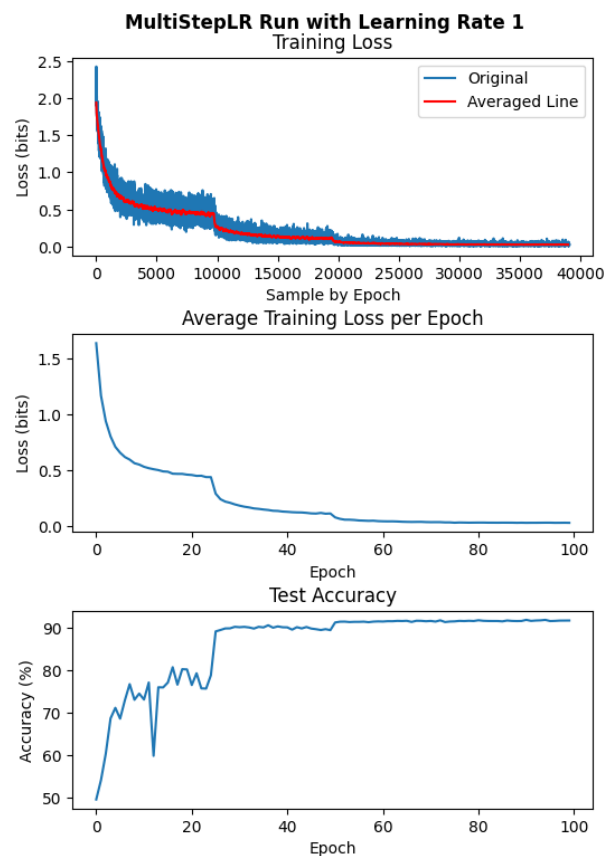 MultiStepLR Run with Learning Rate 1
Training Loss
2.5
2.0
1.5
1.0
0.5
0.0
Loss (bits)
Original
Averaged Line
0 5000 10000 15000 20000 25000 30000 35000 40000
Sample by Epoch
Average Training Loss per Epoch
1.5
1.0
0.5
0.0
Loss (bits)
0 20 40 60 80 100
Epoch
Test Accuracy
90
80
70
60
50
Accuracy (%)
0 20 40 60 80 100
Epoch